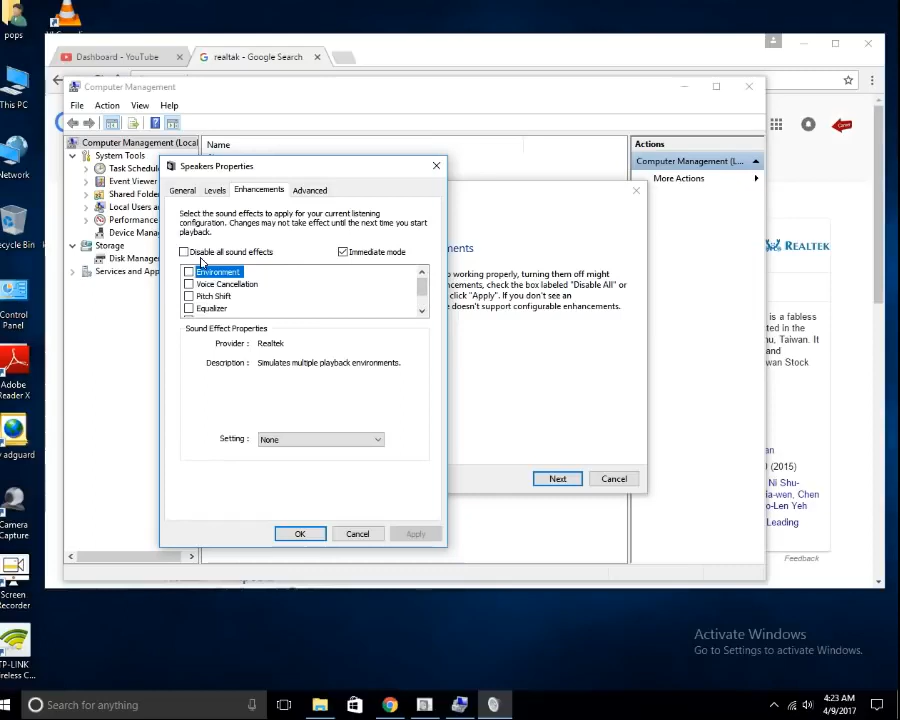 pops
This PC
Network
ecycle Bin
Control
Panel
Adobe
Reader X
adguard
Camera
Capture
Screen
Recorder
TP-LINK
ireless C...
Dashboard - YouTube
realtak - Google Search
Computer Management
File Action View Help
Computer Management (Local
System Tools
Task Schedul
Event Viewer
Shared Folde
Local Users a
Performance
Device Mana
Storage
Disk Manage
Services and App
Name
Actions
Computer Management (L...
More Actions
Speakers Properties
General Levels Enhancements Advanced
Select the sound effects to apply for your current listening
configuration. Changes may not take effect until the next time you start
playback.
Disable all sound effects
Immediate mode
Environment
Voice Cancellation
Pitch Shift
Equalizer
Sound Effect Properties
Provider : Realtek
Description : Simulates multiple playback environments.
Setting : None
OK Cancel Apply
ments
o working properly, turning them off might
ncements, check the box labeled "Disable All" or
click "Apply". If you don't see an
e doesn't support configurable enhancements.
Next Cancel
REALTEK
is a fabless
ted in the
u, Taiwan. It
and
wan Stock
an
(2015)
Ni Shu-
ia-wen, Chen
o-Len Yeh
Leading
Feedback
Activate Windows
Go to Settings to activate Windows.
Search for anything
4:23 AM
4/9/2017